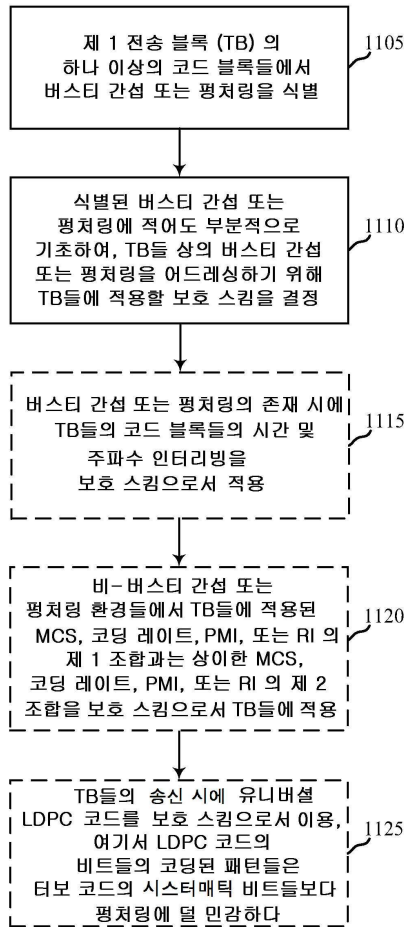 제 1 전송 블록 (TB) 의
하나 이상의 코드 블록들에서
버스티 간섭 또는 펑처링을 식별
1105
식별된 버스티 간섭 또는
펑처링에 적어도 부분적으로
기초하여, TB들 상의 버스티 간섭
또는 펑처링을 어드레싱하기 위해
TB들에 적용할 보호 스킴을 결정
1110
버스티 간섭 또는 펑처링의 존재 시에
TB들의 코드 블록들의 시간 및
주파수 인터리빙을
보호 스킴으로서 적용
1115
비-버스티 간섭 또는
펑처링 환경들에서 TB들에 적용된
MCS, 코딩 레이트, PMI, 또는 RI 의
제 1 조합과는 상이한 MCS,
코딩 레이트, PMI, 또는 RI 의 제 2
조합을 보호 스킴으로서 TB들에 적용
1120
TB들의 송신 시에 유니버셜
LDPC 코드를 보호 스킴으로서 이용,
여기서 LDPC 코드의
비트들의 코딩된 패턴들은
터보 코드의 시스터매틱 비트들보다
펑처링에 덜 민감하다
1125